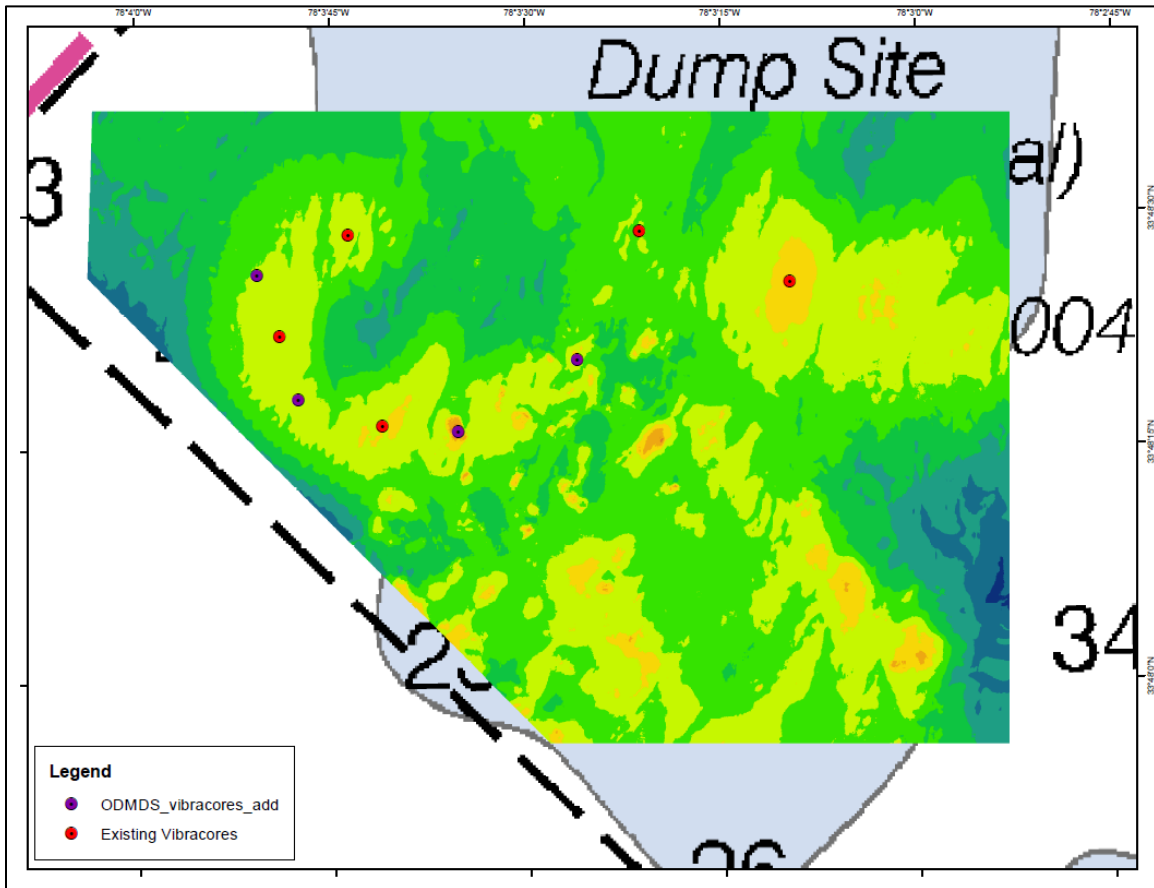 78°4'0"W 78°3'45"W 78°3'30"W 78°3'15"W 78°3'0"W 78°2'45"W
Dump Site
al)
3
33°48'30"N
004
33°48'15"N
34
33°48'0"N
Legend
ODMDS_vibracores_add
Existing Vibracores